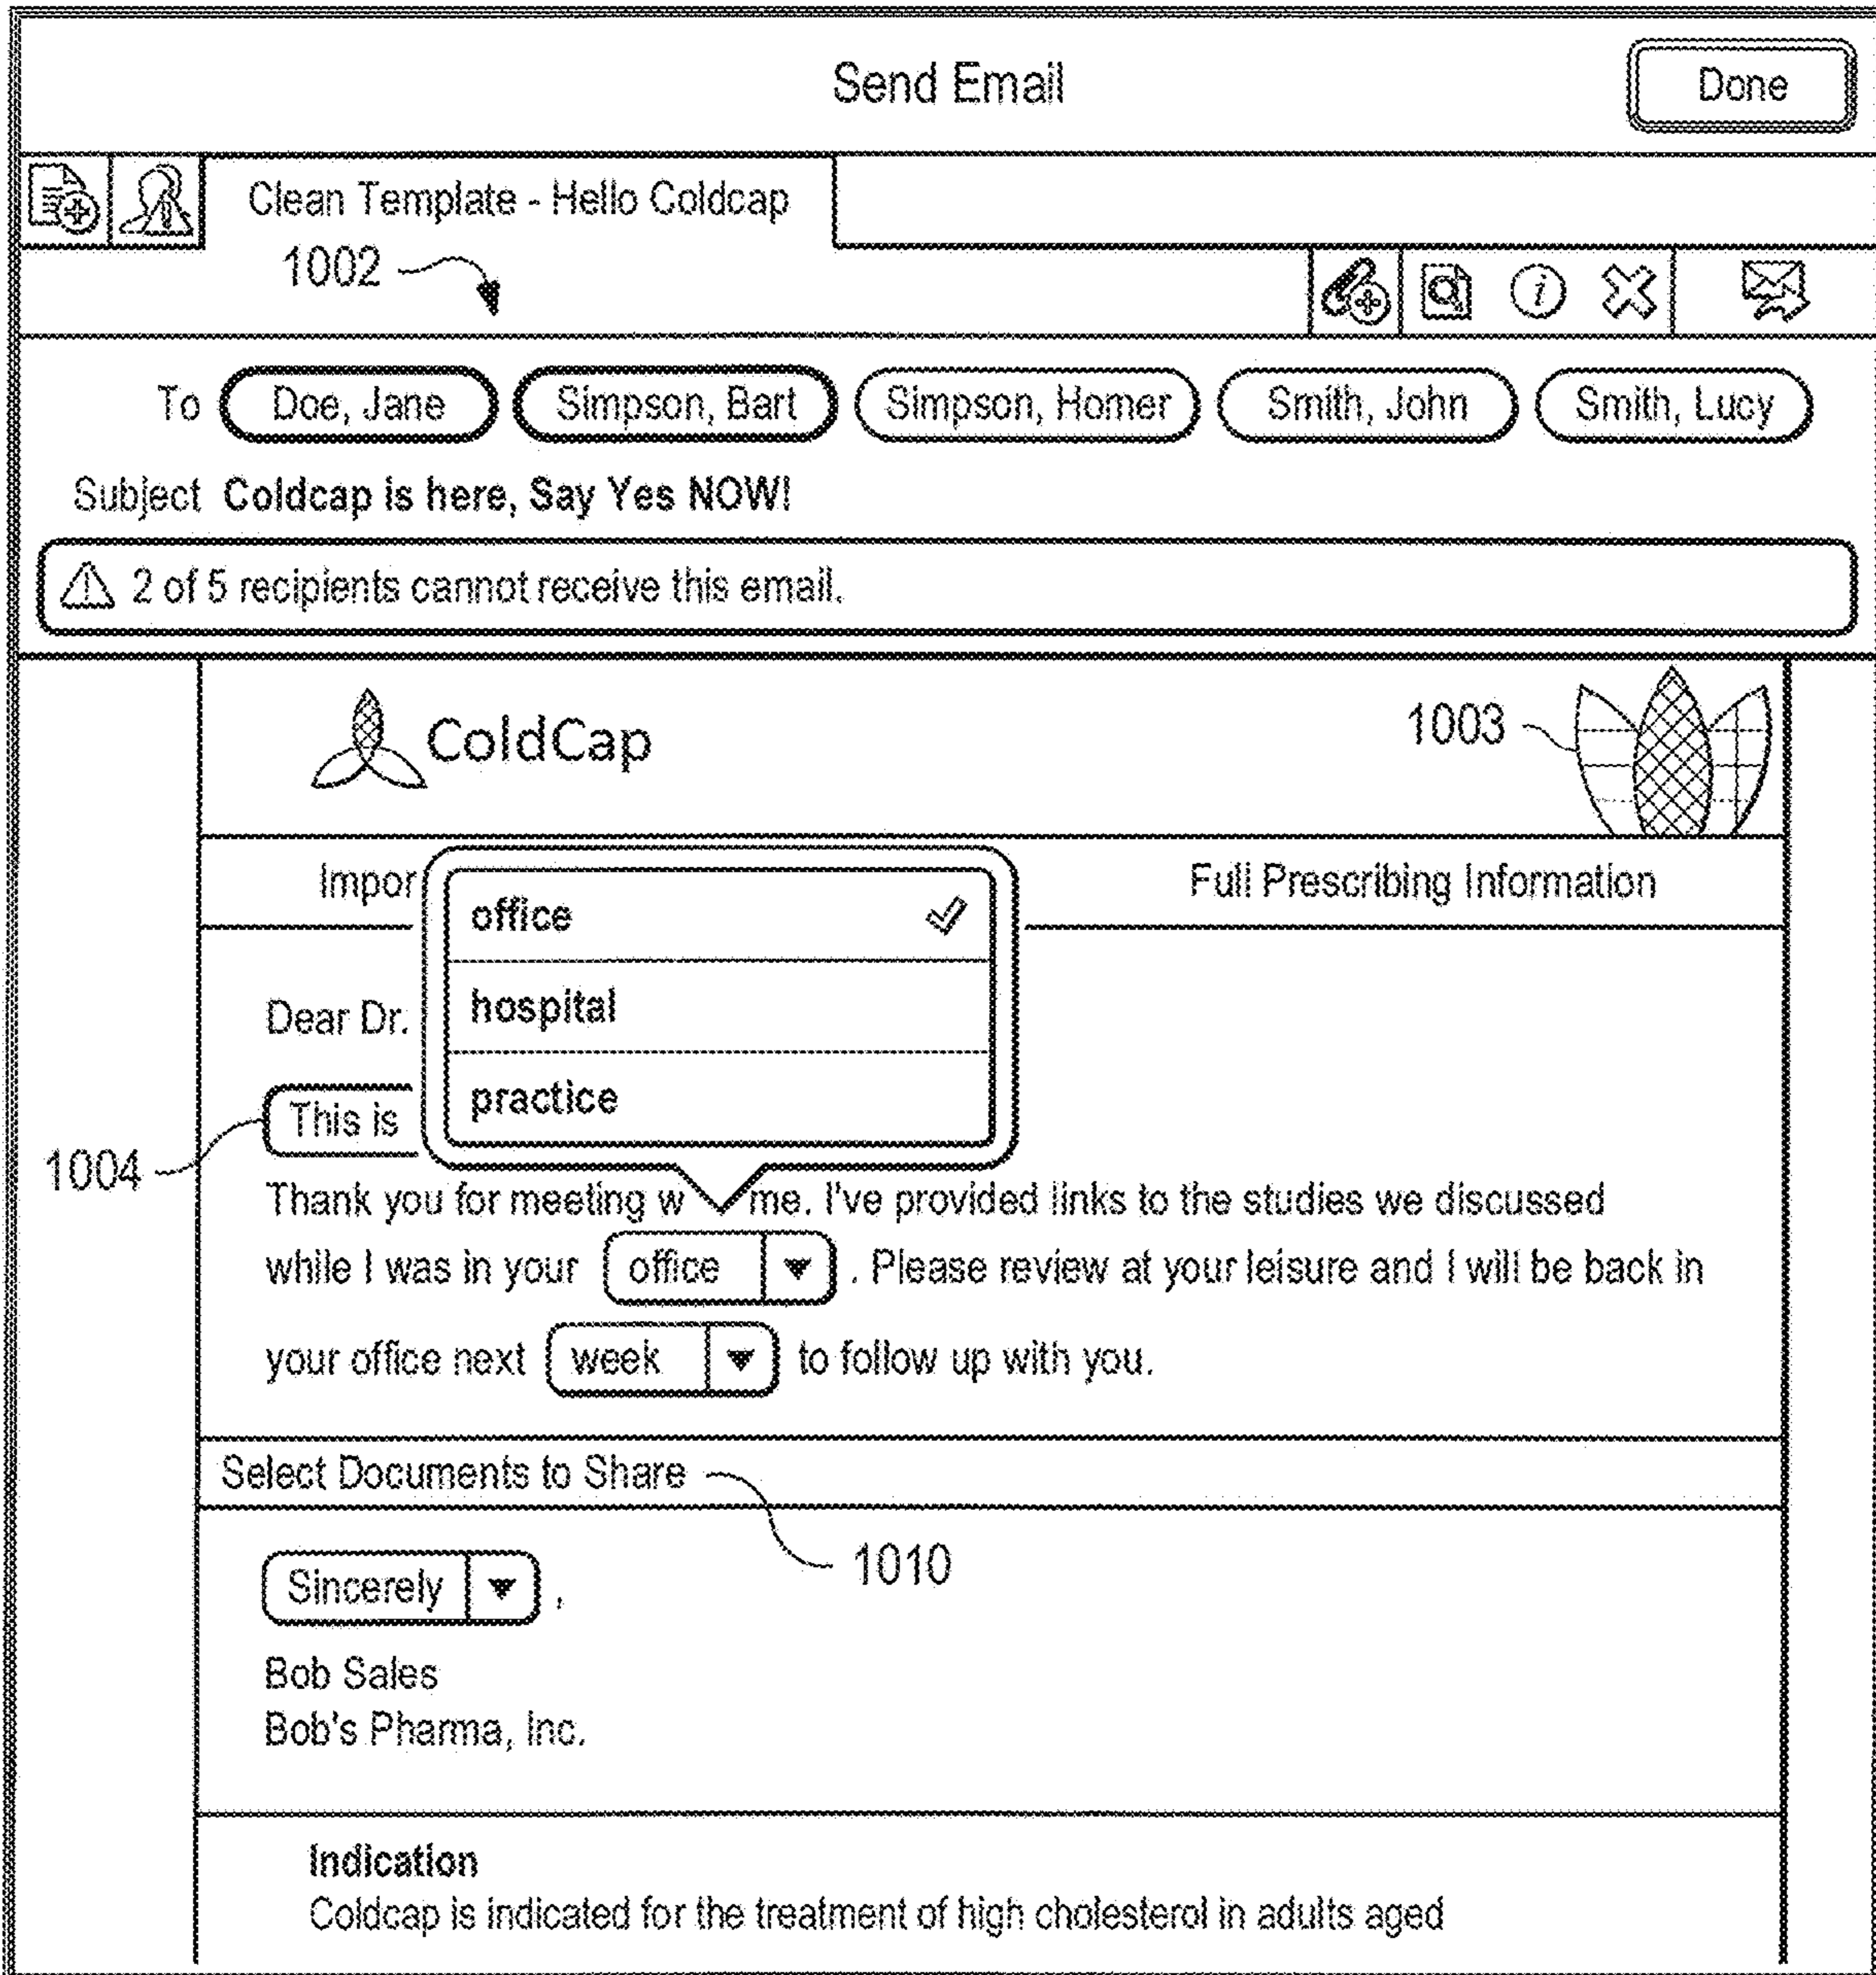 Send Email
Done
Clean Template - Hello Coldcap
1002
To Doe, Jane Simpson, Bart Simpson, Homer Smith, John Smith, Lucy
Subject Coldcap is here, Say Yes NOW!
2 of 5 recipients cannot receive this email.
ColdCap
1003
Impor
Full Prescribing Information
office
hospital
practice
Dear Dr.
This is
1004
Thank you for meeting w me. I've provided links to the studies we discussed
while I was in your office . Please review at your leisure and I will be back in
your office next week to follow up with you.
Select Documents to Share
1010
Sincerely ,
Bob Sales
Bob's Pharma, Inc.
Indication
Coldcap is indicated for the treatment of high cholesterol in adults aged